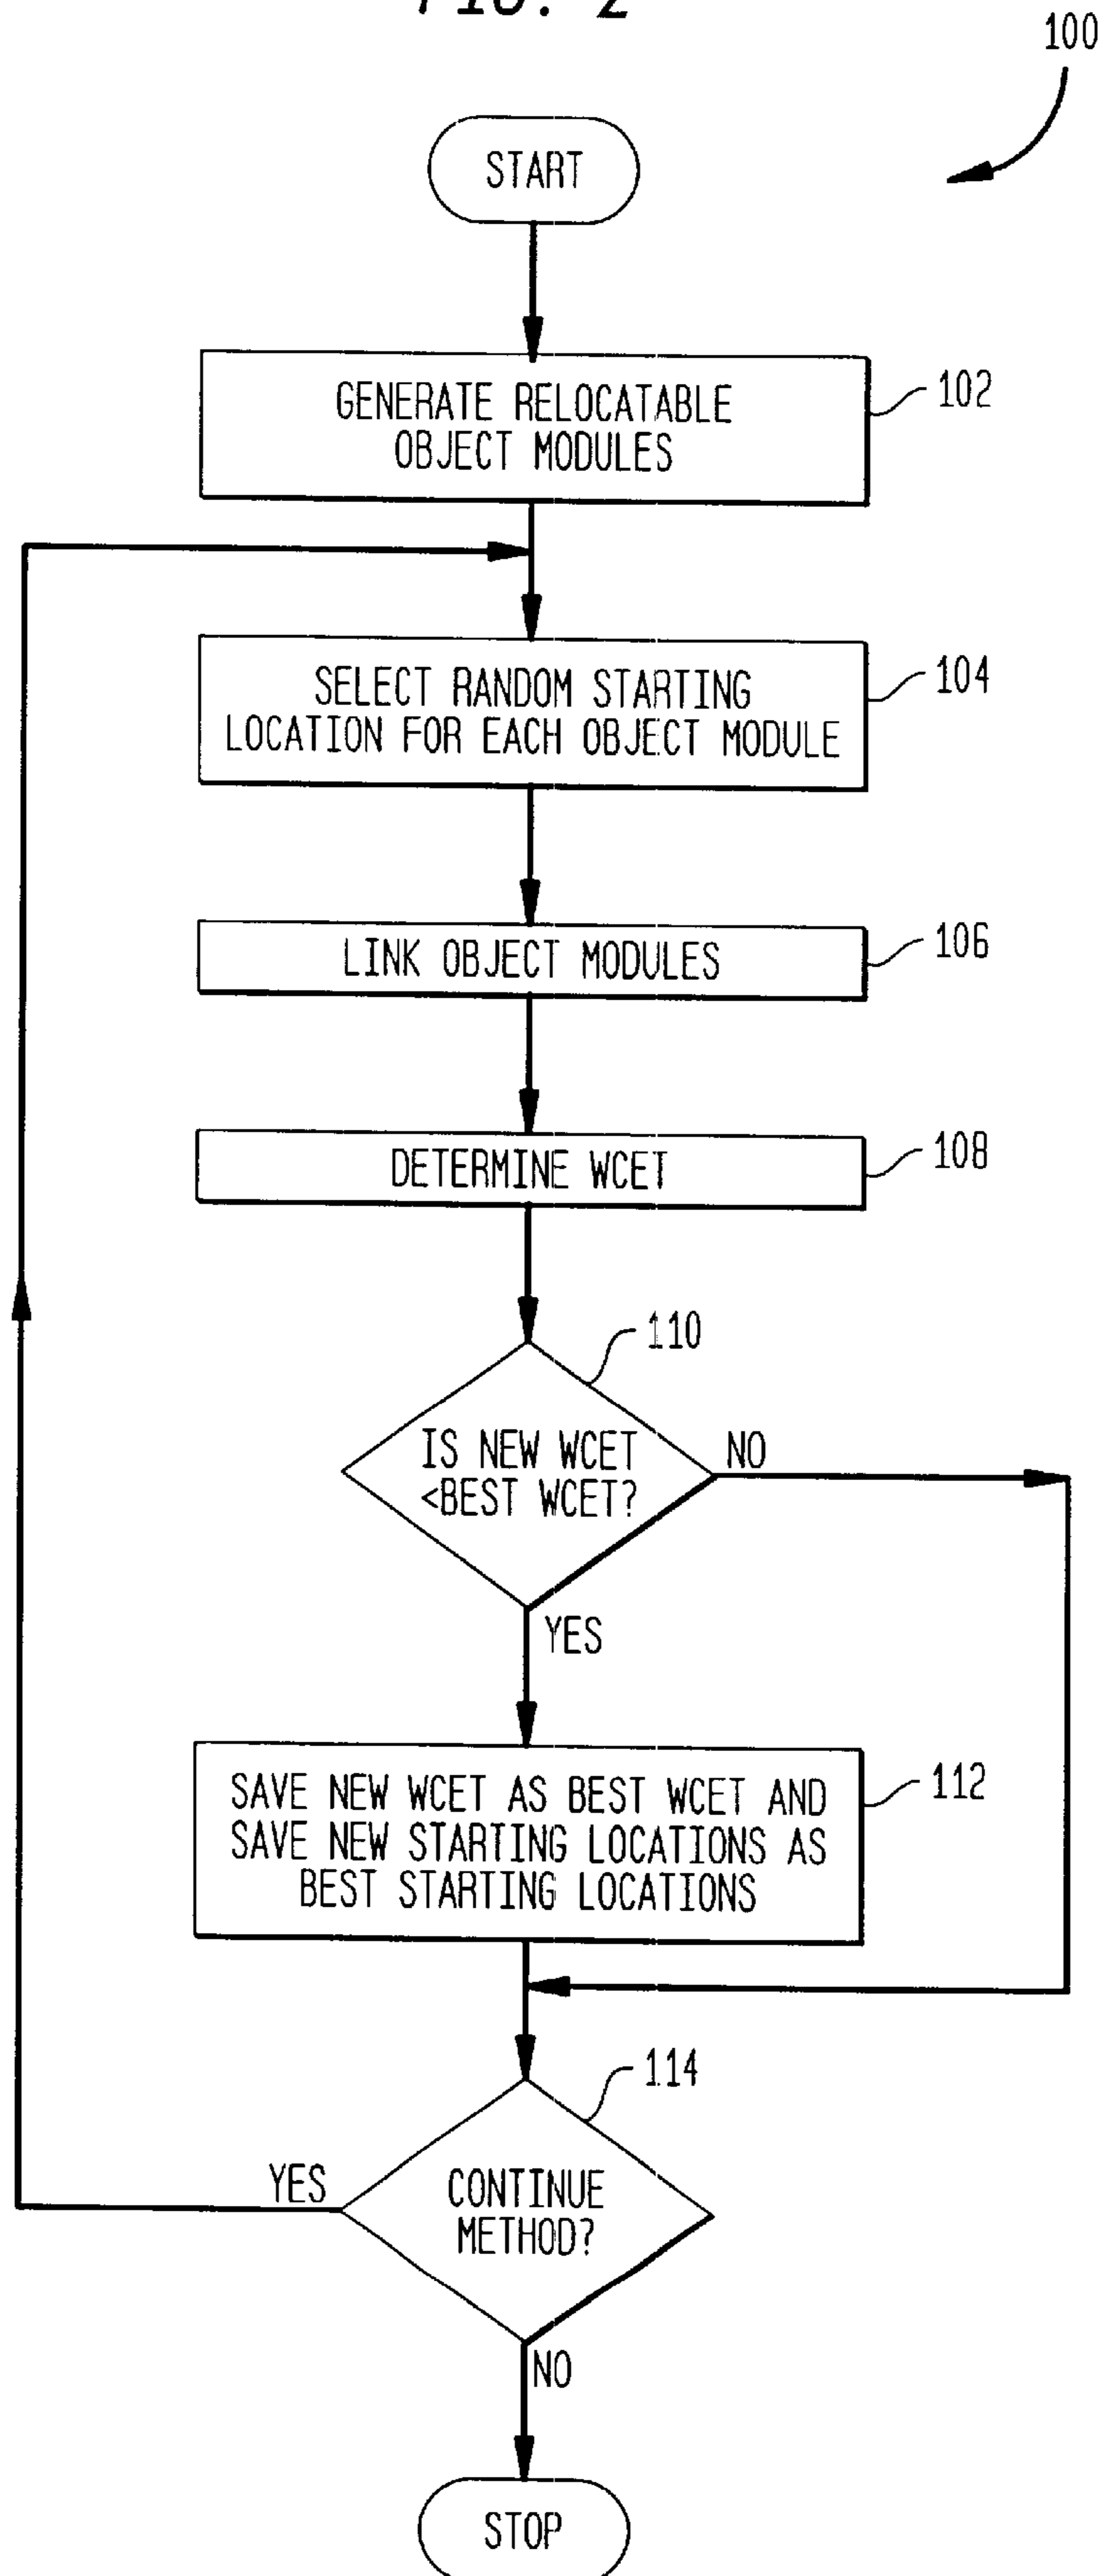 FIG. 2
100
START
GENERATE RELOCATABLE
OBJECT MODULES
102
SELECT RANDOM STARTING
LOCATION FOR EACH OBJECT MODULE
104
LINK OBJECT MODULES
106
DETERMINE WCET
108
110
IS NEW WCET
<BEST WCET?
NO
YES
SAVE NEW WCET AS BEST WCET AND
SAVE NEW STARTING LOCATIONS AS
BEST STARTING LOCATIONS
112
114
CONTINUE
METHOD?
YES
NO
STOP